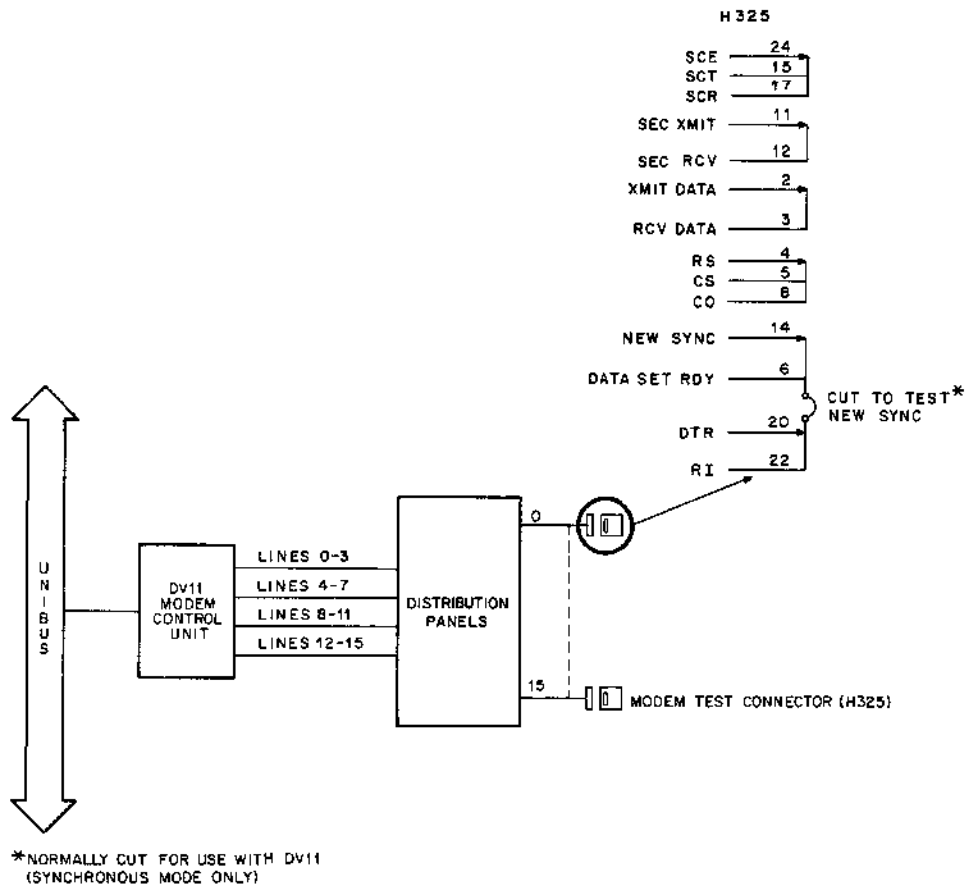 H325
SCE 24
SCT 15
SCR 17
SEC XMIT 11
SEC RCV 12
XMIT DATA 2
RCV DATA 3
RS 4
CS 5
CO 8
NEW SYNC 14
DATA SET RDY 6
CUT TO TEST*
NEW SYNC
DTR 20
RI 22
UNIBUS
DV11
MODEM
CONTROL
UNIT
LINES 0-3
LINES 4-7
LINES 8-11
LINES 12-15
DISTRIBUTION
PANELS
0
15
MODEM TEST CONNECTOR (H325)
*NORMALLY CUT FOR USE WITH DV11
(SYNCHRONOUS MODE ONLY)